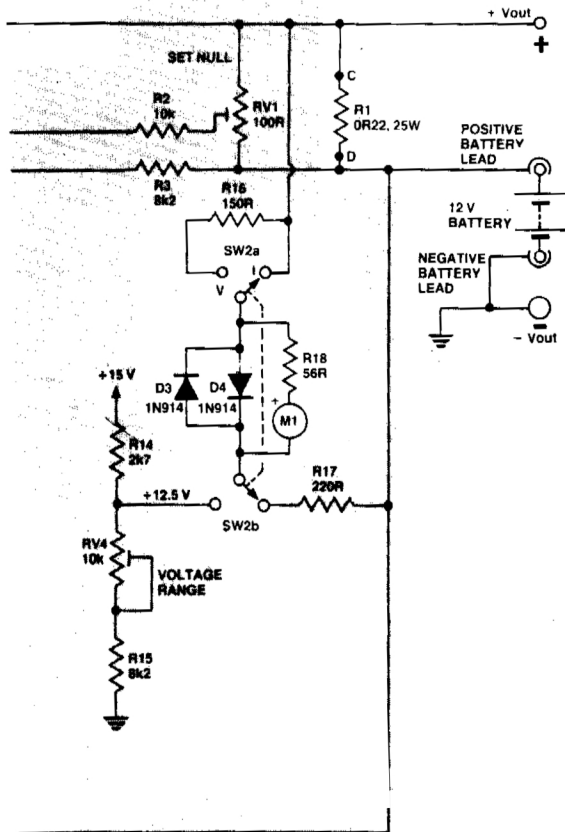 + Vout
+
SET NULL
C
R2
10k
RV1
100R
R1
0R22, 25W
POSITIVE
BATTERY
LEAD
D
R3
8k2
R16
150R
12 V
BATTERY
SW2a
I
V
NEGATIVE
BATTERY
LEAD
– Vout
R18
56R
+15 V
D3
1N914
D4
1N914
+
M1
R14
2k7
R17
220R
+12.5 V
SW2b
RV4
10k
VOLTAGE
RANGE
R15
8k2